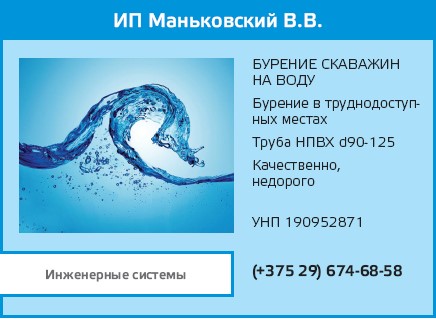 ИП Маньковский В.В.
БУРЕНИЕ СКАВАЖИН
НА ВОДУ
Бурение в труднодоступ-
ных местах
Труба НПВХ d90-125
Качественно,
недорого
УНП 190952871
Инженерные системы
(+375 29) 674-68-58